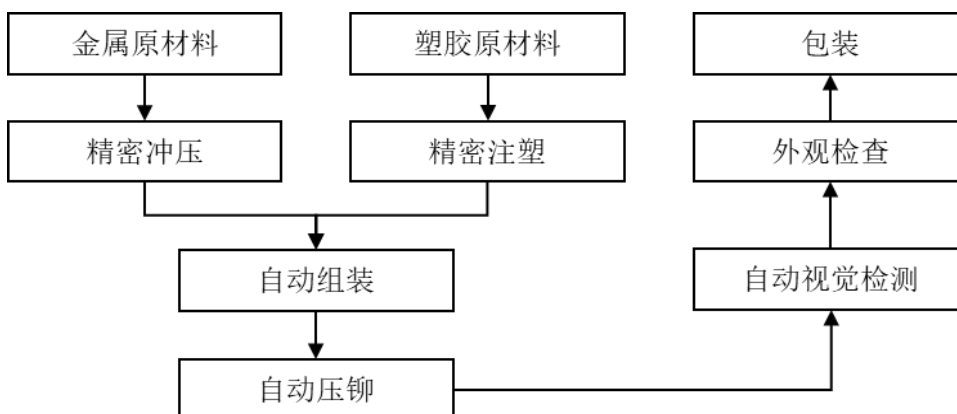 金属原材料
塑胶原材料
包装
精密冲压
精密注塑
外观检查
自动组装
自动视觉检测
自动压铆